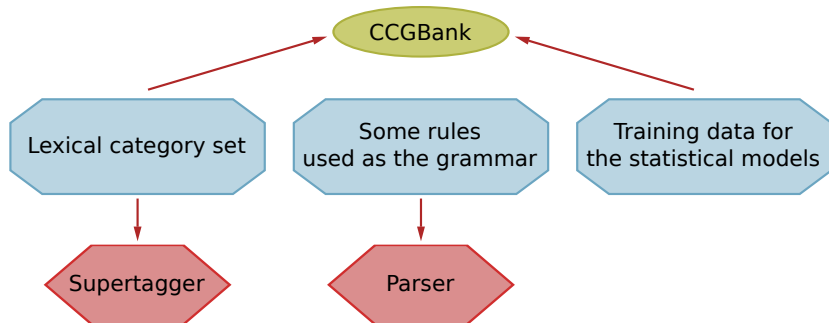 CCGBank
Lexical category set
Some rules
used as the grammar
Training data for
the statistical models
Supertagger
Parser